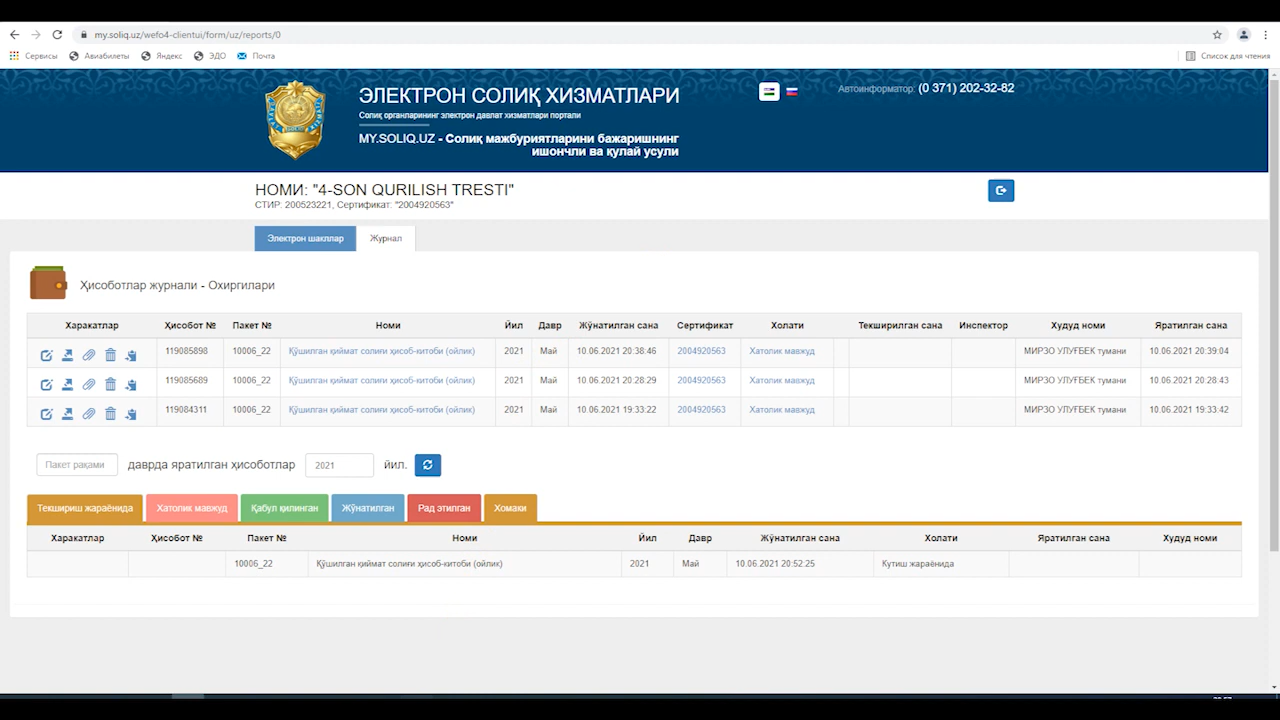 my.soliq.uz/wefo4-clientui/form/uz/reports/0
Сервисы Авиабилеты Яндекс ЭДО Почта Список для чтения
ЭЛЕКТРОН СОЛИҚ ХИЗМАТЛАРИ
Солиқ органларининг электрон давлат хизматлари портали
MY.SOLIQ.UZ - Солиқ мажбуриятларини бажаришнинг
ишончли ва қулай усули
Автоинформатор: (0 371) 202-32-82
НОМИ: "4-SON QURILISH TRESTI"
СТИР: 200523221, Сертификат: "2004920563"
Электрон шакллар Журнал
Ҳисоботлар журнали - Охиргилари
Харакатлар Ҳисобот № Пакет № Номи Йил Давр Жўнатилган сана Сертификат Холати Текширилган сана Инспектор Худуд номи Яратилган сана
119085898 10006_22 Қўшилган қиймат солиғи ҳисоб-китоби (ойлик) 2021 Май 10.06.2021 20:38:46 2004920563 Хатолик мавжуд МИРЗО УЛУҒБЕК тумани 10.06.2021 20:39:04
119085689 10006_22 Қўшилган қиймат солиғи ҳисоб-китоби (ойлик) 2021 Май 10.06.2021 20:28:29 2004920563 Хатолик мавжуд МИРЗО УЛУҒБЕК тумани 10.06.2021 20:28:43
119084311 10006_22 Қўшилган қиймат солиғи ҳисоб-китоби (ойлик) 2021 Май 10.06.2021 19:33:22 2004920563 Хатолик мавжуд МИРЗО УЛУҒБЕК тумани 10.06.2021 19:33:42
Пакет рақами даврда яратилган ҳисоботлар 2021 йил.
Текшириш жараёнида Хатолик мавжуд Қабул қилинган Жўнатилган Рад этилган Хомаки
Харакатлар Ҳисобот № Пакет № Номи Йил Давр Жўнатилган сана Холати Яратилган сана Худуд номи
10006_22 Қўшилган қиймат солиғи ҳисоб-китоби (ойлик) 2021 Май 10.06.2021 20:52:25 Кутиш жараёнида